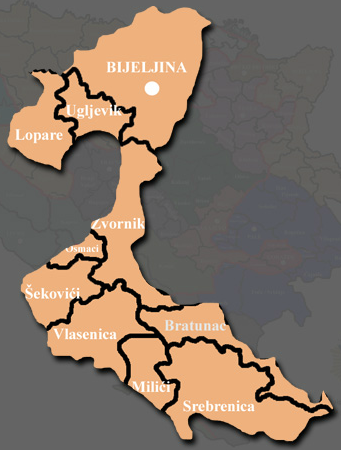 BIJELJINA
Ugljevik
Lopare
Zvornik
Osmaci
Šekovići
Vlasenica
Bratunac
Milići
Srebrenica